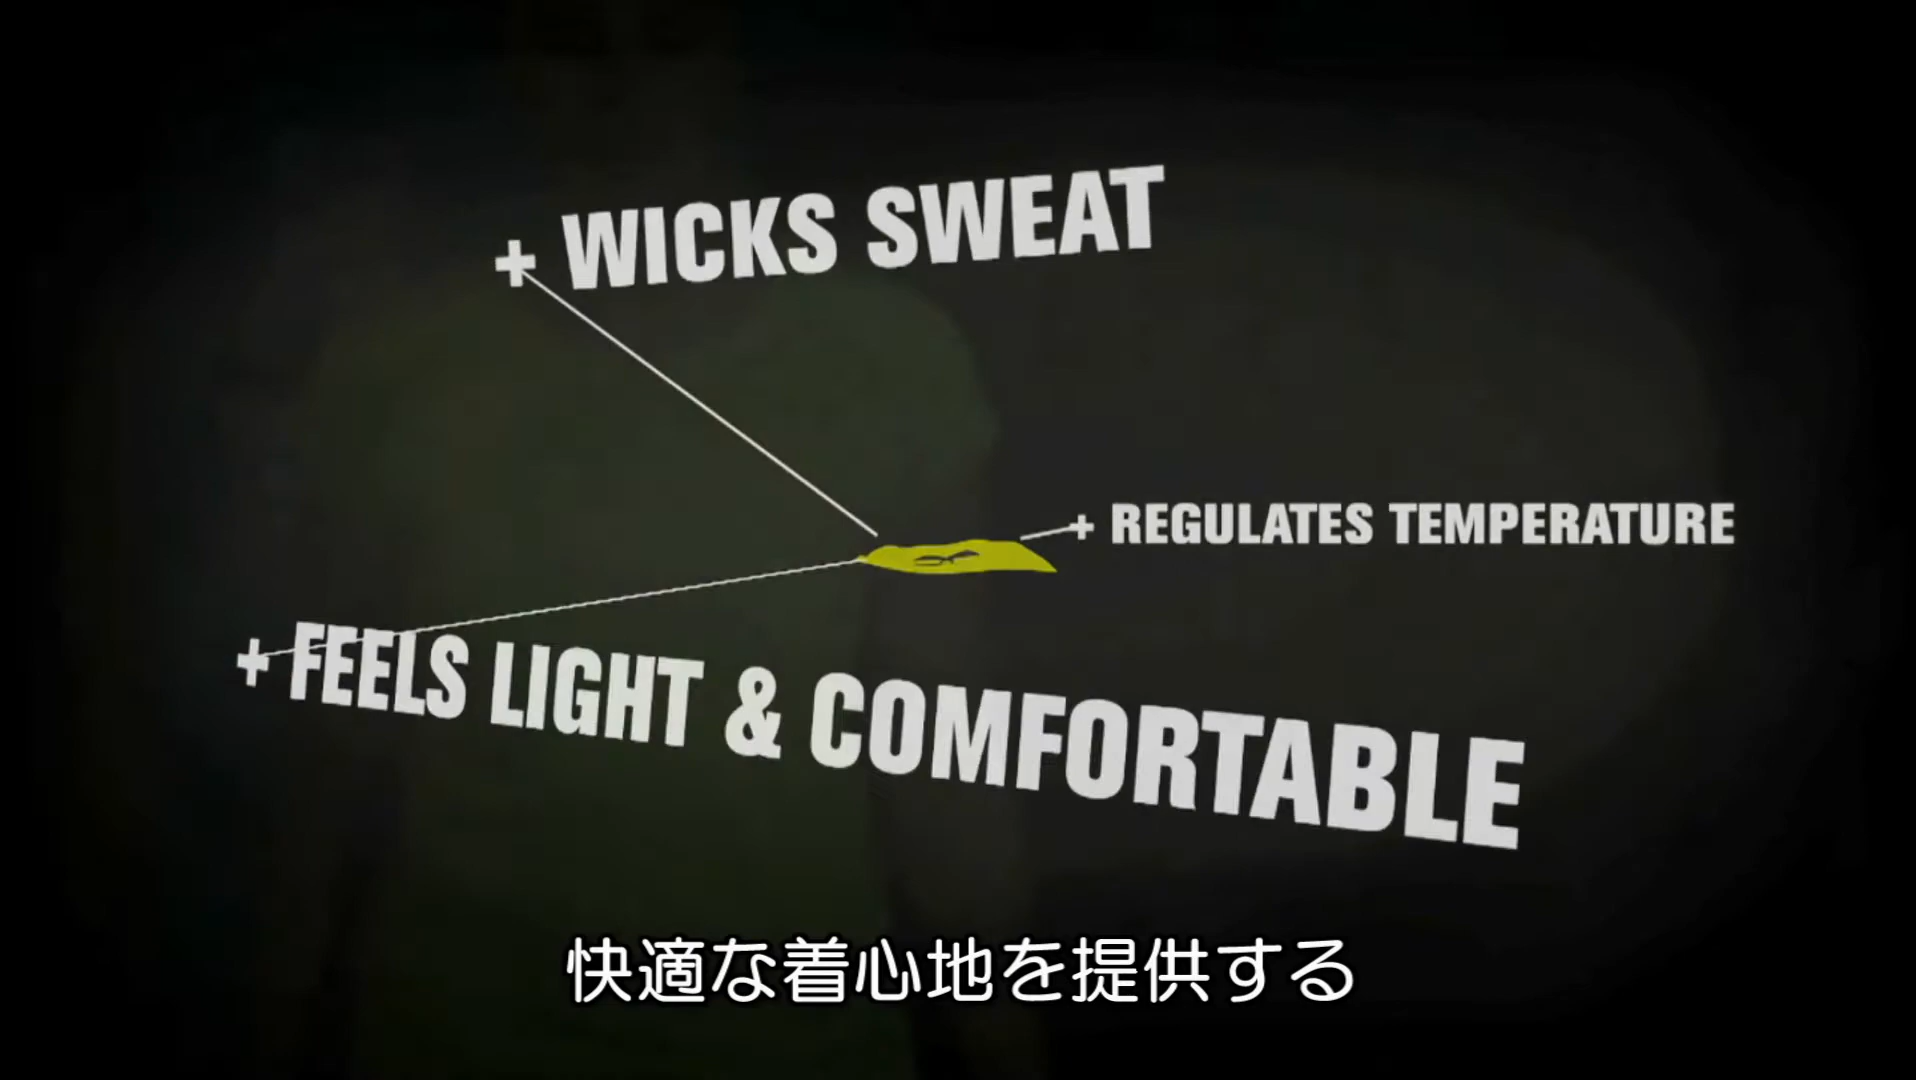 + WICKS SWEAT
+ REGULATES TEMPERATURE
+ FEELS LIGHT & COMFORTABLE
快適な着心地を提供する